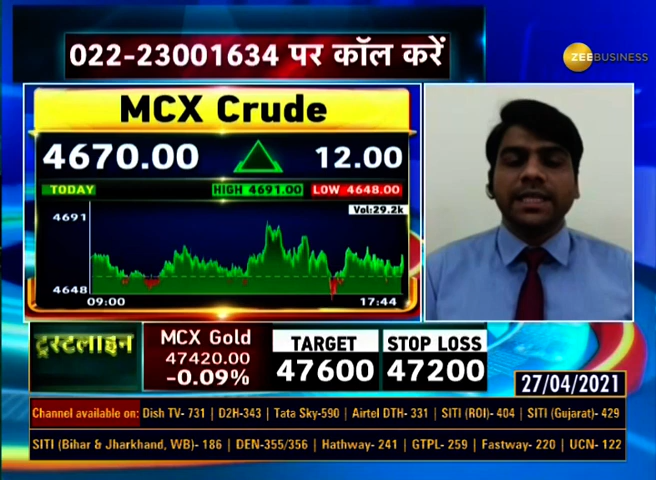 022-23001634 पर कॉल करें
ZEEBUSINESS
MCX Crude
4670.00 12.00
TODAY HIGH 4691.00 LOW 4648.00
Vol:29.2k
4691
4648
09:00 17:44
ट्रस्टलाइन
MCX Gold
47420.00
-0.09%
TARGET
47600
STOP LOSS
47200
27/04/2021
Channel available on: Dish TV- 731 | D2H-343 | Tata Sky-590 | Airtel DTH- 331 | SITI (ROI)- 404 | SITI (Gujarat)- 429
SITI (Bihar & Jharkhand, WB)- 186 | DEN-355/356 | Hathway- 241 | GTPL- 259 | Fastway- 220 | UCN- 122